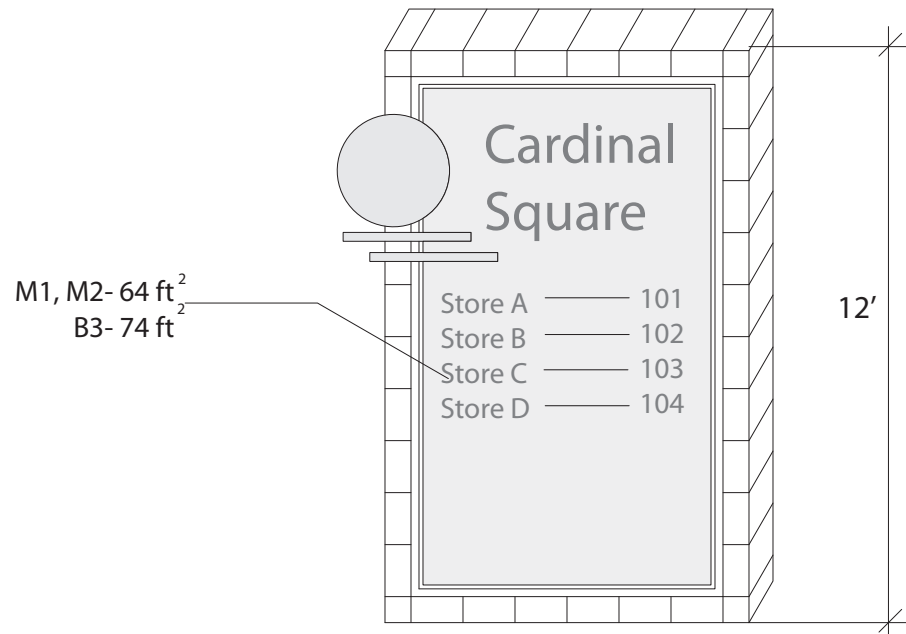 Cardinal
Square
M1, M2- 64 ft²
B3- 74 ft²
Store A 101
Store B 102
Store C 103
Store D 104
12’